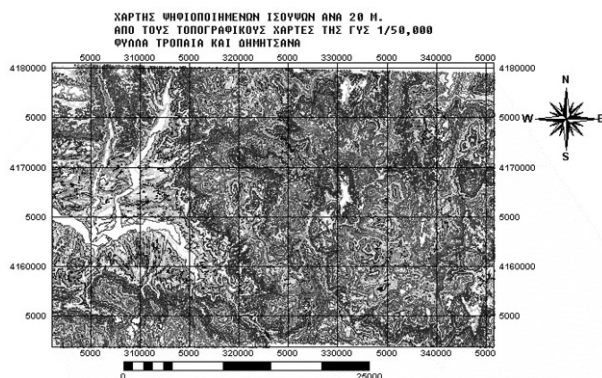 ΧΑΡΤΗΣ ΨΗΦΙΟΠΟΙΗΜΕΝΩΝ ΙΣΟΥΨΩΝ ΑΝΑ 20 Μ.
ΑΠΟ ΤΟΥΣ ΤΟΠΟΓΡΑΦΙΚΟΥΣ ΧΑΡΤΕΣ ΤΗΣ ΓΥΣ 1/50,000
ΦΥΛΛΑ ΤΡΟΠΑΙΑ ΚΑΙ ΔΗΜΗΤΣΑΝΑ
5000 310000 5000 320000 5000 330000 5000 340000 5000
4180000 4180000
N
5000 5000
W E
S
4170000 4170000
5000 5000
4160000 4160000
5000 5000
5000 310000 5000 320000 5000 330000 5000 340000 5000
0 25000